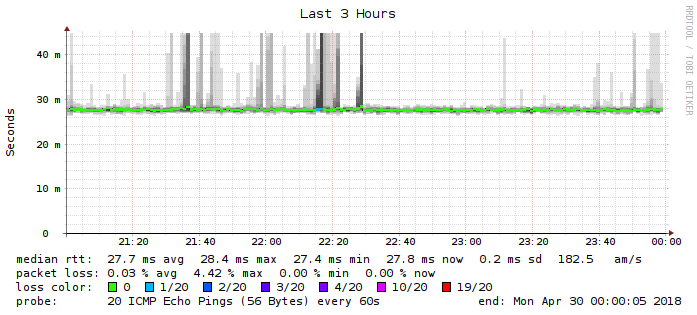 Last 3 Hours
RRDTOOL / TOBI OETIKER
Seconds
40 m
30 m
20 m
10 m
0
21:20 21:40 22:00 22:20 22:40 23:00 23:20 23:40 00:00
median rtt: 27.7 ms avg 28.4 ms max 27.4 ms min 27.8 ms now 0.2 ms sd 182.5 am/s
packet loss: 0.03 % avg 4.42 % max 0.00 % min 0.00 % now
loss color: 0 1/20 2/20 3/20 4/20 10/20 19/20
probe: 20 ICMP Echo Pings (56 Bytes) every 60s end: Mon Apr 30 00:00:05 2018